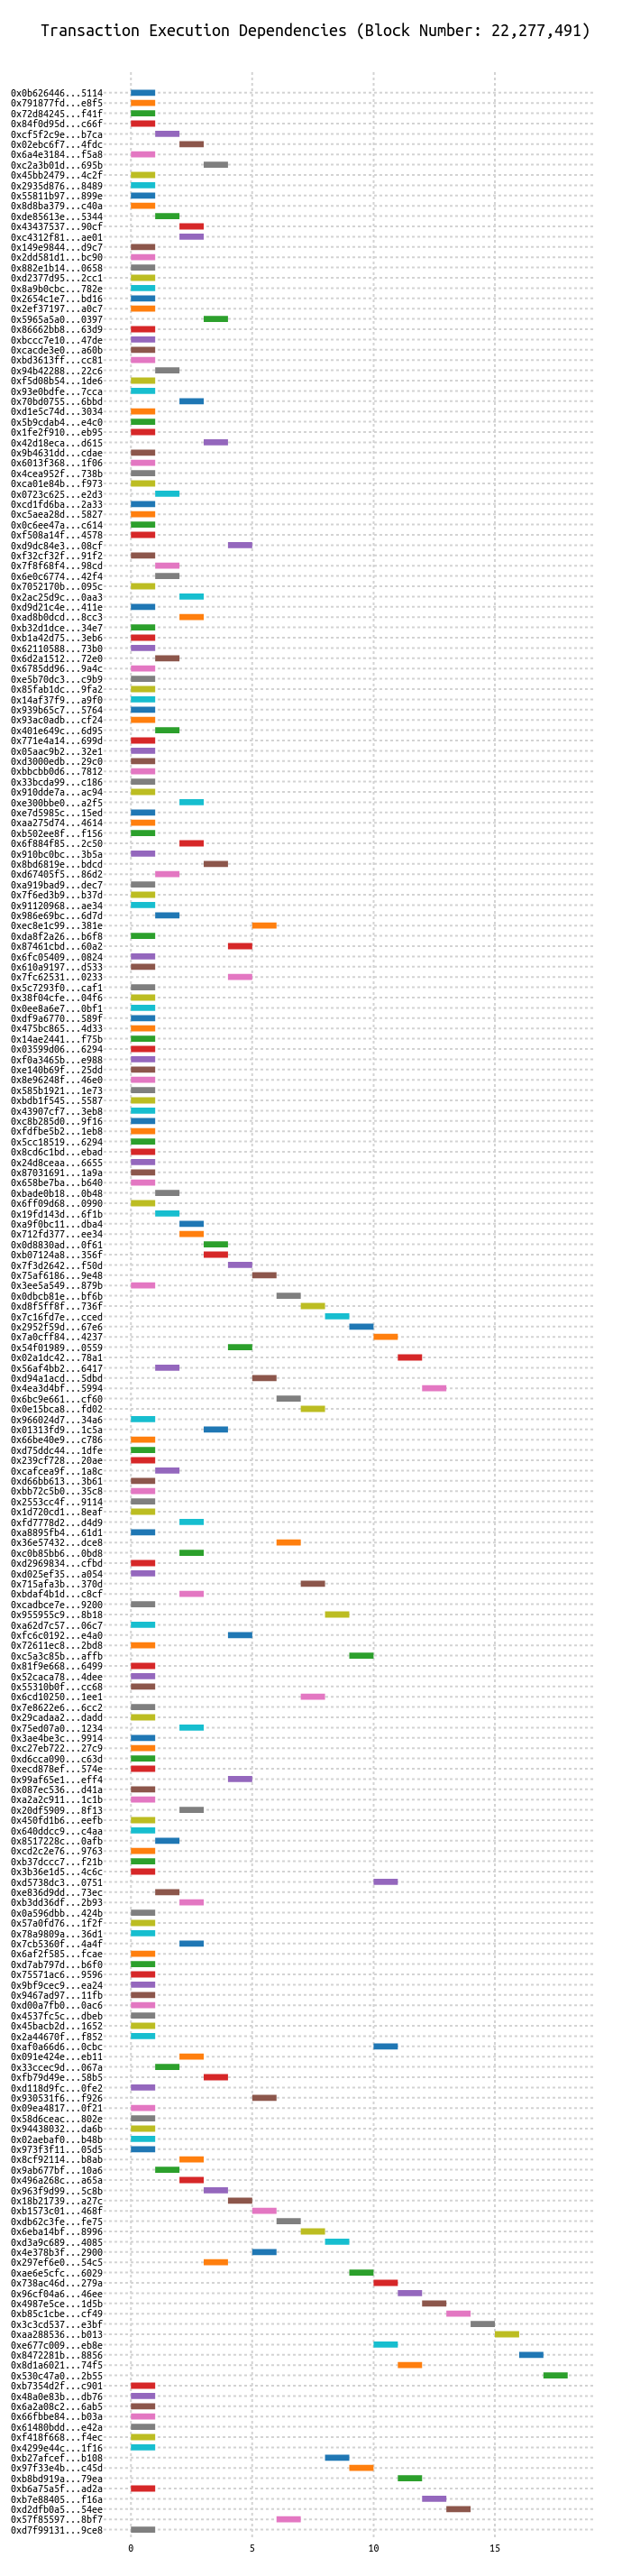 Transaction Execution Dependencies (Block Number: 22,277,491)
0x0b626446...5114
0x791877fd...e8f5
0x72d84245...f41f
0x84f0d95d...c66f
0xcf5f2c9e...b7ca
0x02ebc6f7...4fdc
0x6a4e3184...f5a8
0xc2a3b01d...695b
0x45bb2479...4c2f
0x2935d876...8489
0x55811b97...899e
0x8d8ba379...c40a
0xde85613e...5344
0x43437537...90cf
0xc4312f81...ae01
0x149e9844...d9c7
0x2dd581d1...bc90
0x882e1b14...0658
0xd2377d95...2cc1
0x8a9b0cbc...782e
0x2654c1e7...bd16
0x2ef37197...a0c7
0x5965a5a0...0397
0x86662bb8...63d9
0xbccc7e10...47de
0xcacde3e0...a60b
0xbd3613ff...cc81
0x94b42288...22c6
0xf5d08b54...1de6
0x93e0bdfe...7cca
0x70bd0755...6bbd
0xd1e5c74d...3034
0x5b9cdab4...e4c0
0x1fe2f910...eb95
0x42d18eca...d615
0x9b4631dd...cdae
0x6013f368...1f06
0x4cea952f...738b
0xca01e84b...f973
0x0723c625...e2d3
0xcd1fd6ba...2a33
0xc5aea28d...5827
0x0c6ee47a...c614
0xf508a14f...4578
0xd9dc84e3...08cf
0xf32cf32f...91f2
0x7f8f68f4...98cd
0x6e0c6774...42f4
0x7052170b...095c
0x2ac25d9c...0aa3
0xd9d21c4e...411e
0xad8b0dcd...8cc3
0xb32d1dce...34e7
0xb1a42d75...3eb6
0x62110588...73b0
0x6d2a1512...72e0
0x6785dd96...9a4c
0xe5b70dc3...c9b9
0x85fab1dc...9fa2
0x14af37f9...a9f0
0x939b65c7...5764
0x93ac0adb...cf24
0x401e649c...6d95
0x771e4a14...699d
0x05aac9b2...32e1
0xd3000edb...29c0
0xbbcbb0d6...7812
0x33bcda99...c186
0x910dde7a...ac94
0xe300bbe0...a2f5
0xe7d5985c...15ed
0xaa275d74...4614
0xb502ee8f...f156
0x6f884f85...2c50
0x910bc0bc...3b5a
0x8bd6819e...bdcd
0xd67405f5...86d2
0xa919bad9...dec7
0x7f6ed3b9...b37d
0x91120968...ae34
0x986e69bc...6d7d
0xec8e1c99...381e
0xda8f2a26...b6f8
0x87461cbd...60a2
0x6fc05409...0824
0x610a9197...d533
0x7fc62531...0233
0x5c7293f0...caf1
0x38f04cfe...04f6
0x0ee8a6e7...0bf1
0xdf9a6770...589f
0x475bc865...4d33
0x14ae2441...f75b
0x03599d06...6294
0xf0a3465b...e988
0xe140b69f...25dd
0x8e96248f...46e0
0x585b1921...1e73
0xbdb1f545...5587
0x43907cf7...3eb8
0xc8b285d0...9f16
0xfdfbe5b2...1eb8
0x5cc18519...6294
0x8cd6c1bd...ebad
0x24d8ceaa...6655
0x87031691...1a9a
0x658be7ba...b640
0xbade0b18...0b48
0x6ff09d68...0990
0x19fd143d...6f1b
0xa9f0bc11...dba4
0x712fd377...ee34
0x0d8830ad...0f61
0xb07124a8...356f
0x7f3d2642...f50d
0x75af6186...9e48
0x3ee5a549...879b
0x0dbcb81e...bf6b
0xd8f5ff8f...736f
0x7c16fd7e...cced
0x2952f59d...67e6
0x7a0cff84...4237
0x54f01989...0559
0x02a1dc42...78a1
0x56af4bb2...6417
0xd94a1acd...5dbd
0x4ea3d4bf...5994
0x6bc9e661...cf60
0x0e15bca8...fd02
0x966024d7...34a6
0x01313fd9...1c5a
0x66be40e9...c786
0xd75ddc44...1dfe
0x239cf728...20ae
0xcafcea9f...1a8c
0xd66bb613...3b61
0xbb72c5b0...35c8
0x2553cc4f...9114
0x1d720cd1...8eaf
0xfd7778d2...d4d9
0xa8895fb4...61d1
0x36e57432...dce8
0xc0b85bb6...0bd8
0xd2969834...cfbd
0xd025ef35...a054
0x715afa3b...370d
0xbdaf4b1d...c8cf
0xcadbce7e...9200
0x955955c9...8b18
0xa62d7c57...06c7
0xfc6c0192...e4a0
0x72611ec8...2bd8
0xc5a3c85b...affb
0x81f9e668...6499
0x52caca78...4dee
0x55310b0f...cc68
0x6cd10250...1ee1
0x7e8622e6...6cc2
0x29cadaa2...dadd
0x75ed07a0...1234
0x3ae4be3c...9914
0xc27eb722...27c9
0xd6cca090...c63d
0xecd878ef...574e
0x99af65e1...eff4
0x087ec536...d41a
0xa2a2c911...1c1b
0x20df5909...8f13
0x450fd1b6...eefb
0x640ddcc9...c4aa
0x8517228c...0afb
0xcd2c2e76...9763
0xb37dccc7...f21b
0x3b36e1d5...4c6c
0xd5738dc3...0751
0xe836d9dd...73ec
0xb3dd36df...2b93
0x0a596dbb...424b
0x57a0fd76...1f2f
0x78a9809a...36d1
0x7cb5360f...4a4f
0x6af2f585...fcae
0xd7ab797d...b6f0
0x75571ac6...9596
0x9bf9cec9...ea24
0x9467ad97...11fb
0xd00a7fb0...0ac6
0x4537fc5c...dbeb
0x45bacb2d...1652
0x2a44670f...f852
0xaf0a66d6...0cbc
0x091e424e...eb11
0x33ccec9d...067a
0xfb79d49e...58b5
0xd118d9fc...0fe2
0x930531f6...f926
0x09ea4817...0f21
0x58d6ceac...802e
0x94438032...da6b
0x02aebaf0...b48b
0x973f3f11...05d5
0x8cf92114...b8ab
0x9ab677bf...10a6
0x496a268c...a65a
0x963f9d99...5c8b
0x18b21739...a27c
0xb1573c01...468f
0xdb62c3fe...fe75
0x6eba14bf...8996
0xd3a9c689...4085
0x4e378b3f...2900
0x297ef6e0...54c5
0xae6e5cfc...6029
0x738ac46d...279a
0x96cf04a6...46ee
0x4987e5ce...1d5b
0xb85c1cbe...cf49
0x3c3cd537...e3bf
0xaa288536...b013
0xe677c009...eb8e
0x8472281b...8856
0x8d1a6021...74f5
0x530c47a0...2b55
0xb7354d2f...c901
0x48a0e83b...db76
0x6a2a08c2...6ab5
0x66fbbe84...b03a
0x61480bdd...e42a
0xf418f668...f4ec
0x4299e44c...1f16
0xb27afcef...b108
0x97f33e4b...c45d
0xb8bd919a...79ea
0xb6a75a5f...ad2a
0xb7e88405...f16a
0xd2dfb0a5...54ee
0x57f85597...8bf7
0xd7f99131...9ce8
0 5 10 15